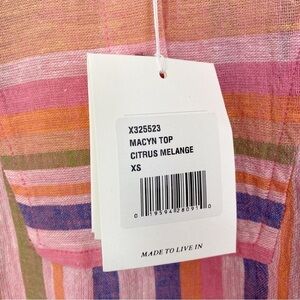 X325523
MACYN TOP
CITRUS MELANGE
XS
MADE TO LIVE IN